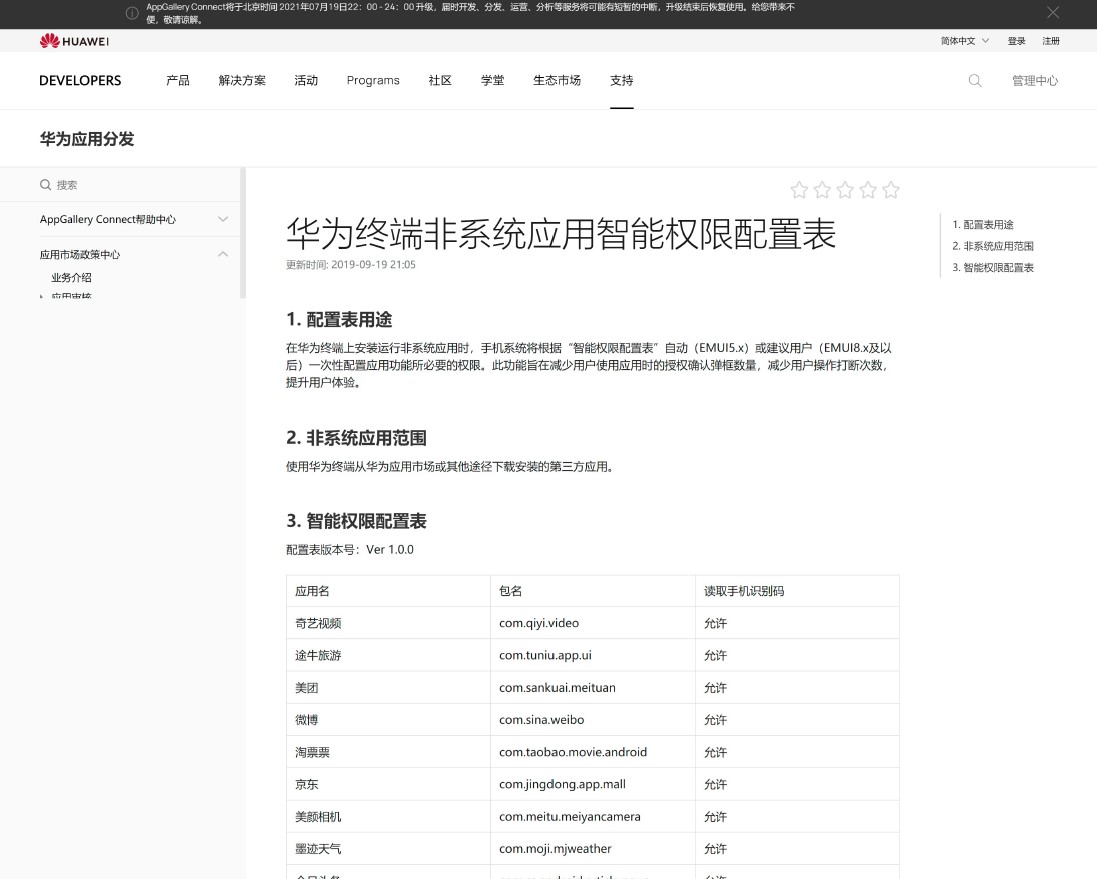 AppGallery Connect将于北京时间 2021年07月19日22：00 - 24：00 升级，届时开发、分发、运营、分析等服务将可能有短暂的中断，升级结束后恢复使用。给您带来不
便，敬请谅解。
HUAWEI
简体中文
登录
注册
DEVELOPERS
产品
解决方案
活动
Programs
社区
学堂
生态市场
支持
管理中心
华为应用分发
搜索
AppGallery Connect帮助中心
应用市场政策中心
业务介绍
应用审核
华为终端非系统应用智能权限配置表
更新时间: 2019-09-19 21:05
1. 配置表用途
2. 非系统应用范围
3. 智能权限配置表
1. 配置表用途
在华为终端上安装运行非系统应用时，手机系统将根据“智能权限配置表”自动（EMUI5.x）或建议用户（EMUI8.x及以
后）一次性配置应用功能所必要的权限。此功能旨在减少用户使用应用时的授权确认弹框数量，减少用户操作打断次数，
提升用户体验。
2. 非系统应用范围
使用华为终端从华为应用市场或其他途径下载安装的第三方应用。
3. 智能权限配置表
配置表版本号：Ver 1.0.0
应用名 包名 读取手机识别码
奇艺视频 com.qiyi.video 允许
途牛旅游 com.tuniu.app.ui 允许
美团 com.sankuai.meituan 允许
微博 com.sina.weibo 允许
淘票票 com.taobao.movie.android 允许
京东 com.jingdong.app.mall 允许
美颜相机 com.meitu.meiyancamera 允许
墨迹天气 com.moji.mjweather 允许